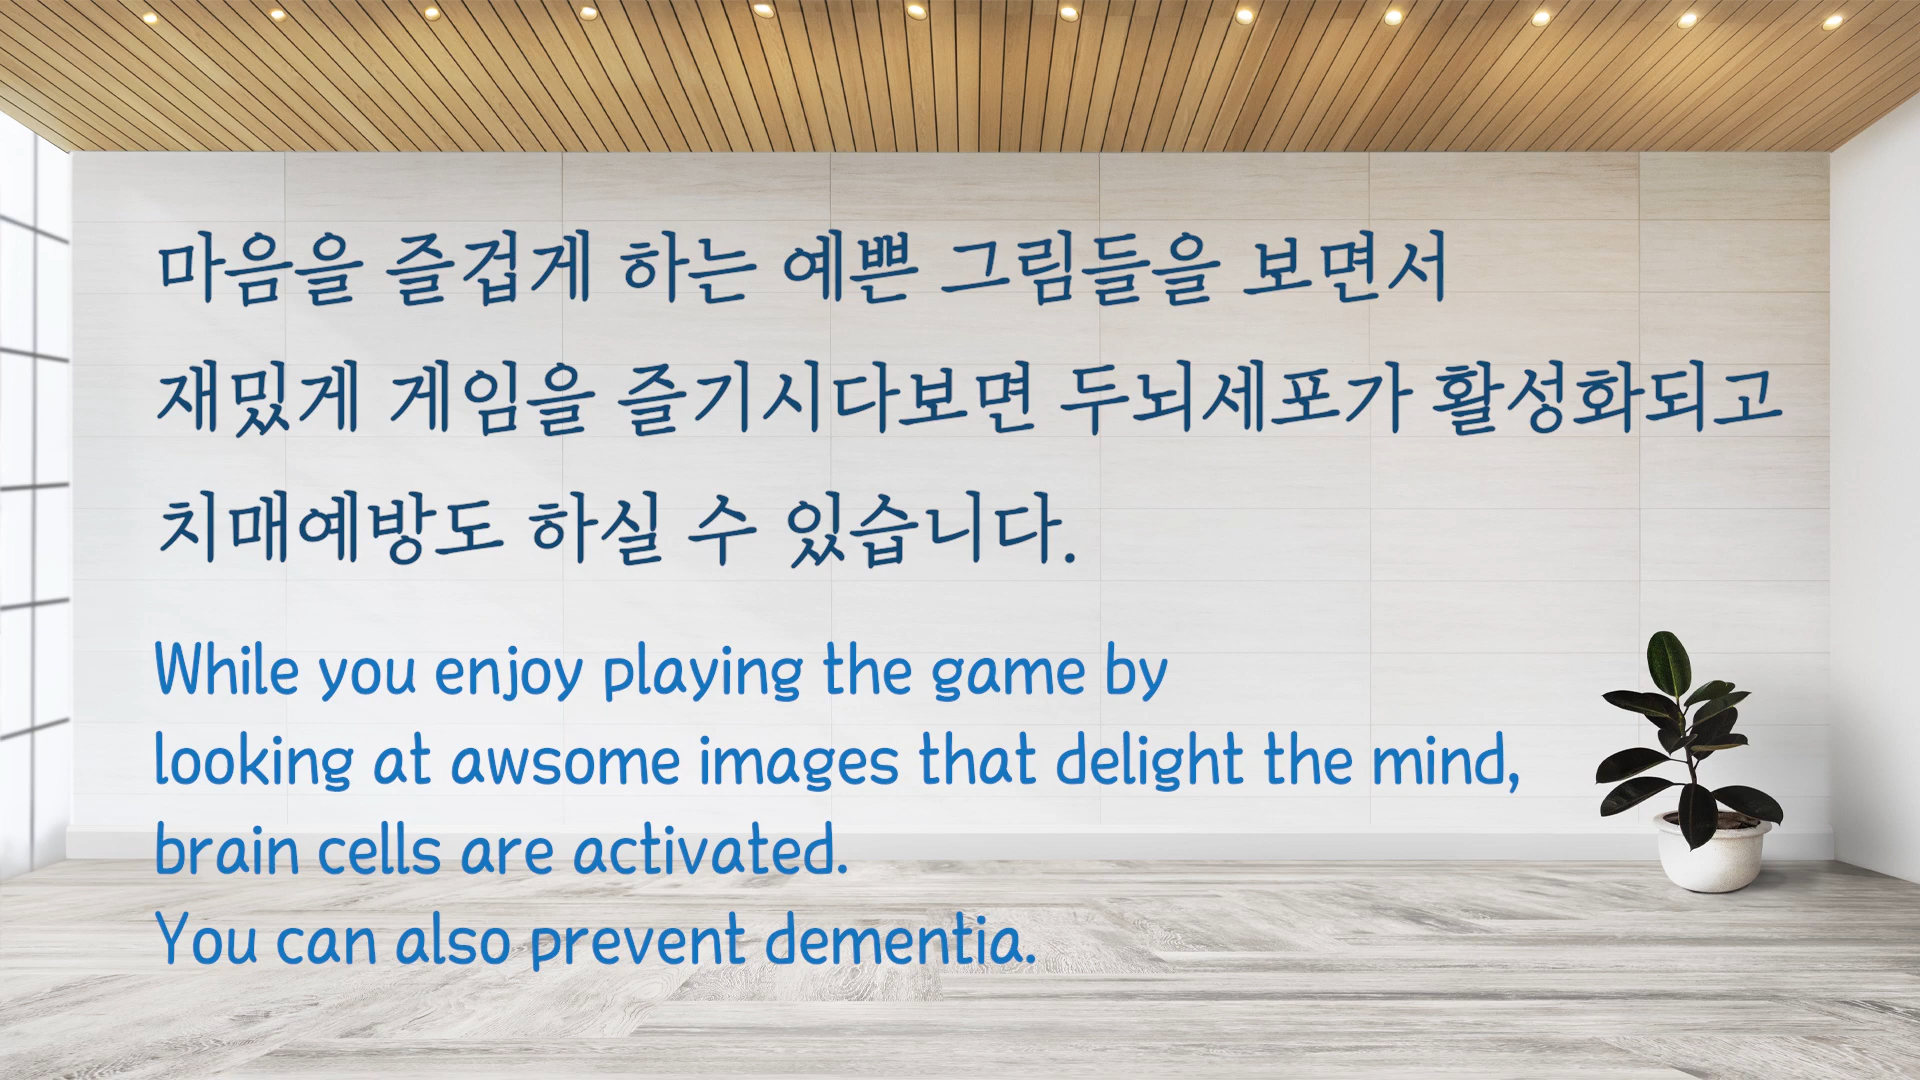 마음을 즐겁게 하는 예쁜 그림들을 보면서
재밌게 게임을 즐기시다보면 두뇌세포가 활성화되고
치매예방도 하실 수 있습니다.
While you enjoy playing the game by
looking at awsome images that delight the mind,
brain cells are activated.
You can also prevent dementia.